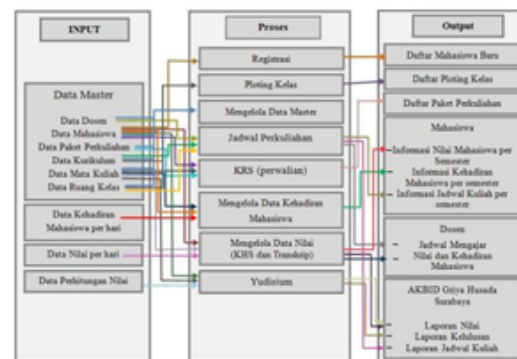 INPUT
Data Master
Data Dosen
Data Mahasiswa
Data Paket Perkuliahan
Data Kurikulum
Data Mata Kuliah
Data Ruang Kelas
Data Kehadiran
Mahasiswa per hari
Data Nilai per hari
Data Perhitungan Nilai
Proses
Registrasi
Ploting Kelas
Mengelola Data Master
Jadwal Perkuliahan
KRS (perwalian)
Mengelola Data Kehadiran
Mahasiswa
Mengelola Data Nilai
(KHS dan Transkrip)
Yudisium
Output
Daftar Mahasiswa Baru
Daftar Ploting Kelas
Daftar Paket Perkuliahan
Mahasiswa
Informasi Nilai Mahasiswa per
Semester
Informasi Kehadiran
Mahasiswa per semester
Informasi Jadwal Kuliah per
semester
Dosen
Jadwal Mengajar
Nilai dan Kehadiran
Mahasiswa
AKBID Griya Husada
Surabaya
Laporan Nilai
Laporan Kelulusan
Laporan Jadwal Kuliah